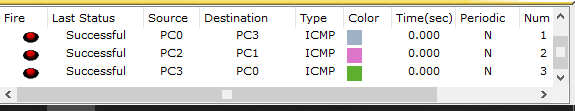 Fire Last Status Source Destination Type Color Time(sec) Periodic Num
Successful PC0 PC3 ICMP 0.000 N 1
Successful PC2 PC1 ICMP 0.000 N 2
Successful PC3 PC0 ICMP 0.000 N 3